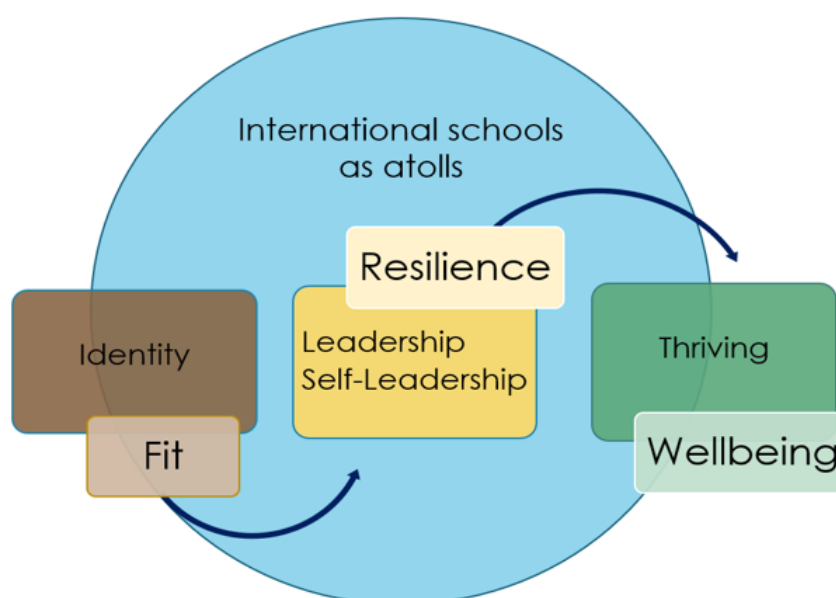 International schools
as atolls
Resilience
Identity
Leadership
Self-Leadership
Thriving
Fit
Wellbeing